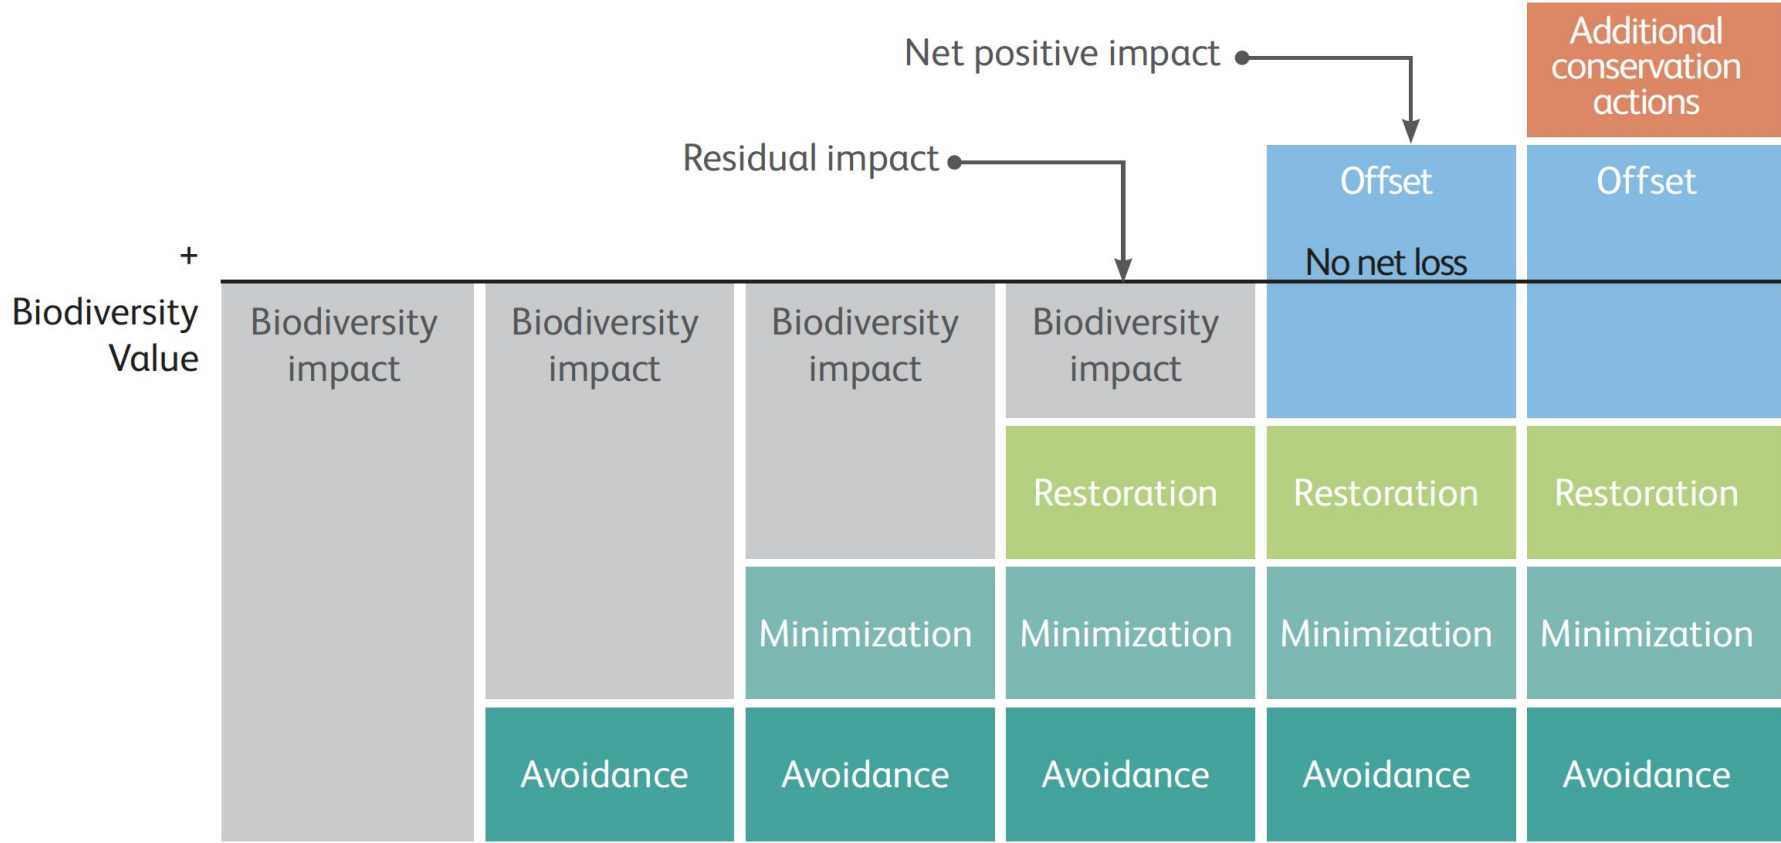 Additional
conservation
actions
Net positive impact
Residual impact
Offset
Offset
+
No net loss
Biodiversity
Value
Biodiversity
impact
Biodiversity
impact
Biodiversity
impact
Biodiversity
impact
Restoration
Restoration
Restoration
Minimization
Minimization
Minimization
Minimization
Avoidance
Avoidance
Avoidance
Avoidance
Avoidance